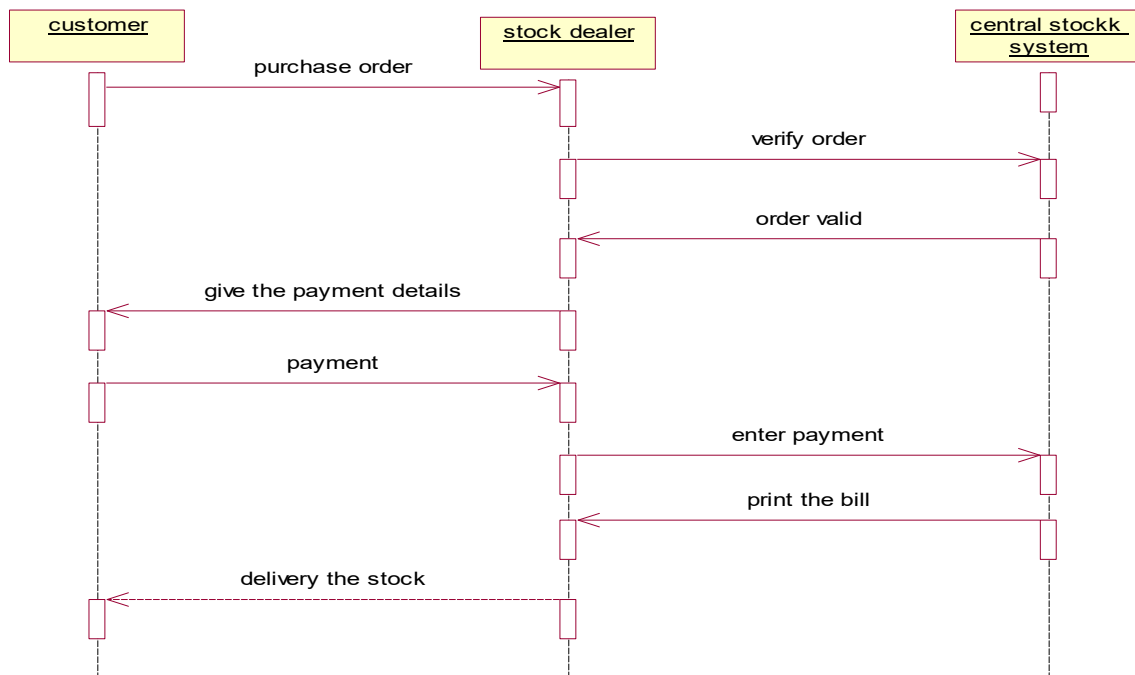 customer
stock dealer
central stockk
system
purchase order
verify order
order valid
give the payment details
payment
enter payment
print the bill
delivery the stock